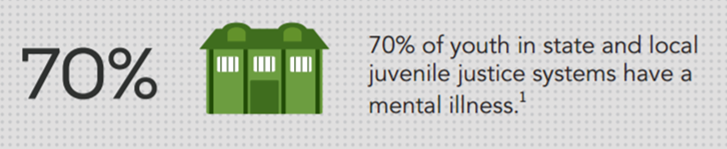 70%
70% of youth in state and local
juvenile justice systems have a
mental illness.1